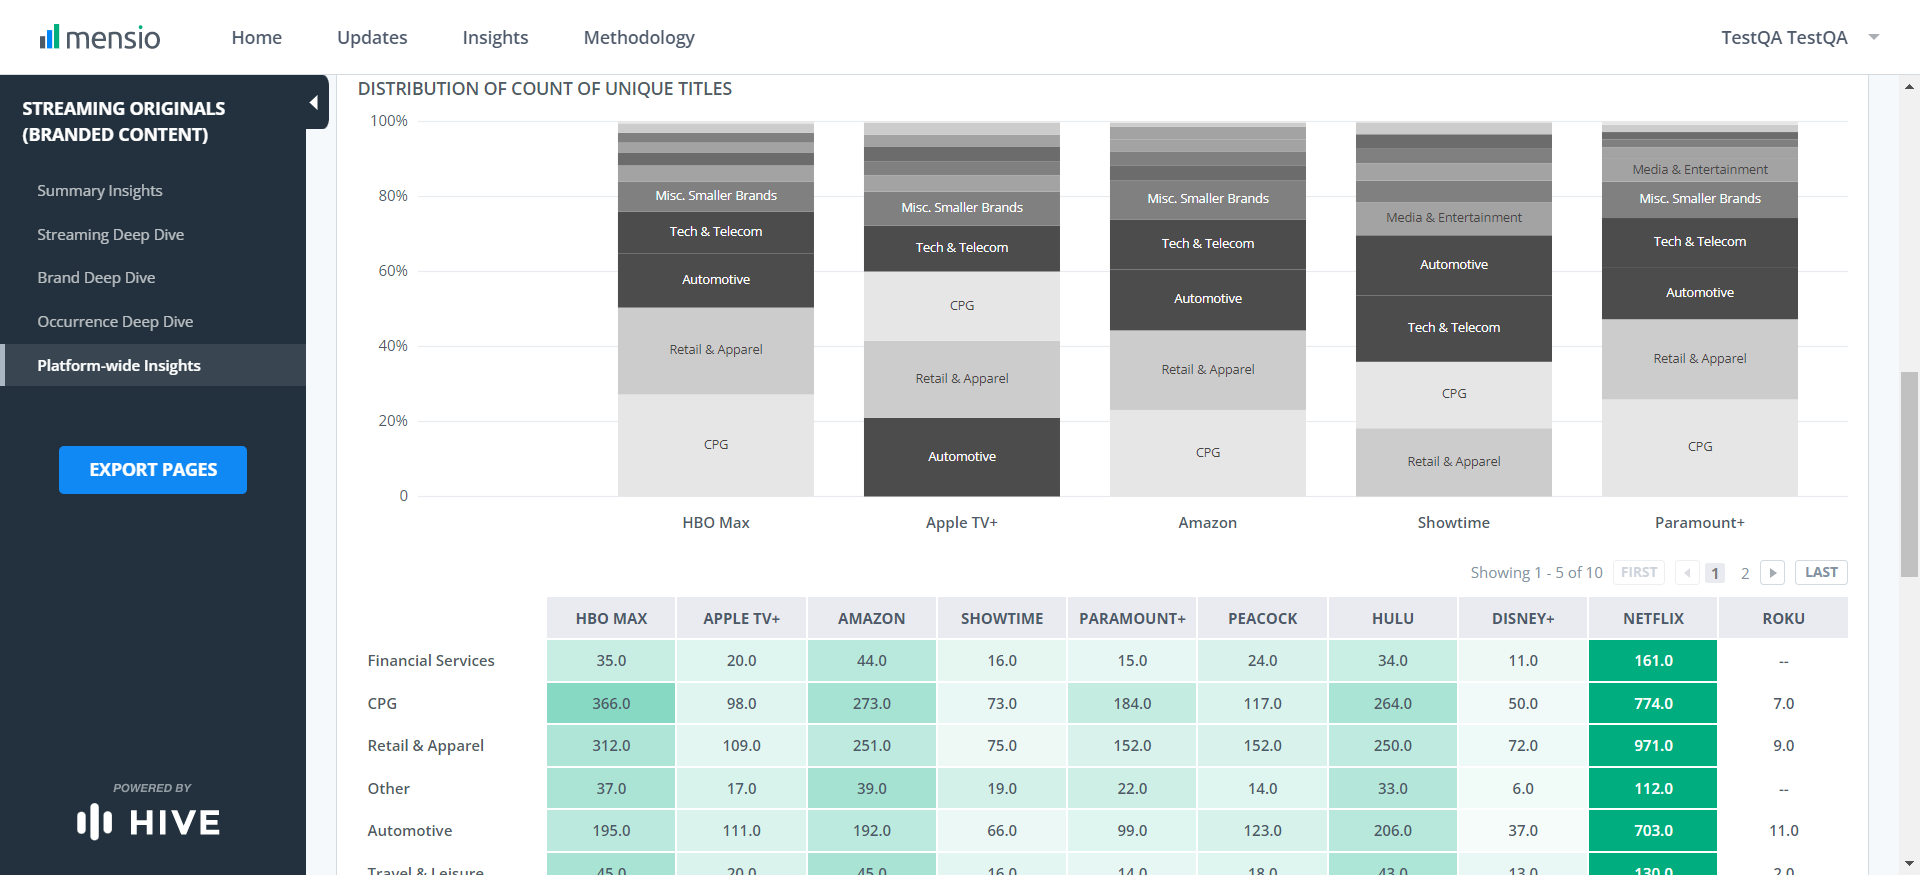 mensio
Home
Updates
Insights
Methodology
TestQA TestQA
STREAMING ORIGINALS
(BRANDED CONTENT)
Summary Insights
Streaming Deep Dive
Brand Deep Dive
Occurrence Deep Dive
Platform-wide Insights
EXPORT PAGES
POWERED BY
HIVE
DISTRIBUTION OF COUNT OF UNIQUE TITLES
100%
80%
60%
40%
20%
0
Misc. Smaller Brands
Tech & Telecom
Automotive
Retail & Apparel
CPG
HBO Max
Misc. Smaller Brands
Tech & Telecom
CPG
Retail & Apparel
Automotive
Apple TV+
Misc. Smaller Brands
Tech & Telecom
Automotive
Retail & Apparel
CPG
Amazon
Media & Entertainment
Automotive
Tech & Telecom
CPG
Retail & Apparel
Showtime
Media & Entertainment
Misc. Smaller Brands
Tech & Telecom
Automotive
Retail & Apparel
CPG
Paramount+
Showing 1 - 5 of 10 FIRST 1 2 LAST
HBO MAX APPLE TV+ AMAZON SHOWTIME PARAMOUNT+ PEACOCK HULU DISNEY+ NETFLIX ROKU
Financial Services 35.0 20.0 44.0 16.0 15.0 24.0 34.0 11.0 161.0 --
CPG 366.0 98.0 273.0 73.0 184.0 117.0 264.0 50.0 774.0 7.0
Retail & Apparel 312.0 109.0 251.0 75.0 152.0 152.0 250.0 72.0 971.0 9.0
Other 37.0 17.0 39.0 19.0 22.0 14.0 33.0 6.0 112.0 --
Automotive 195.0 111.0 192.0 66.0 99.0 123.0 206.0 37.0 703.0 11.0
Travel & Leisure 45.0 20.0 45.0 16.0 14.0 18.0 43.0 13.0 130.0 2.0